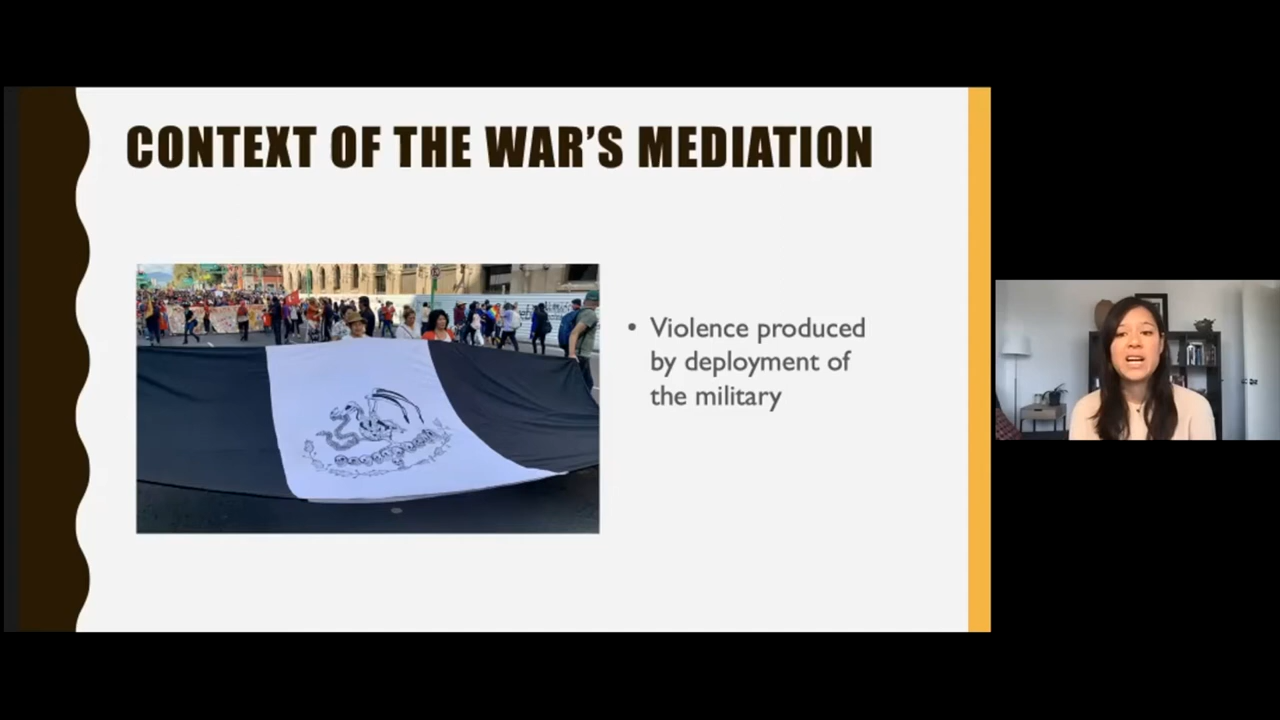 CONTEXT OF THE WAR'S MEDIATION
• Violence produced
by deployment of
the military